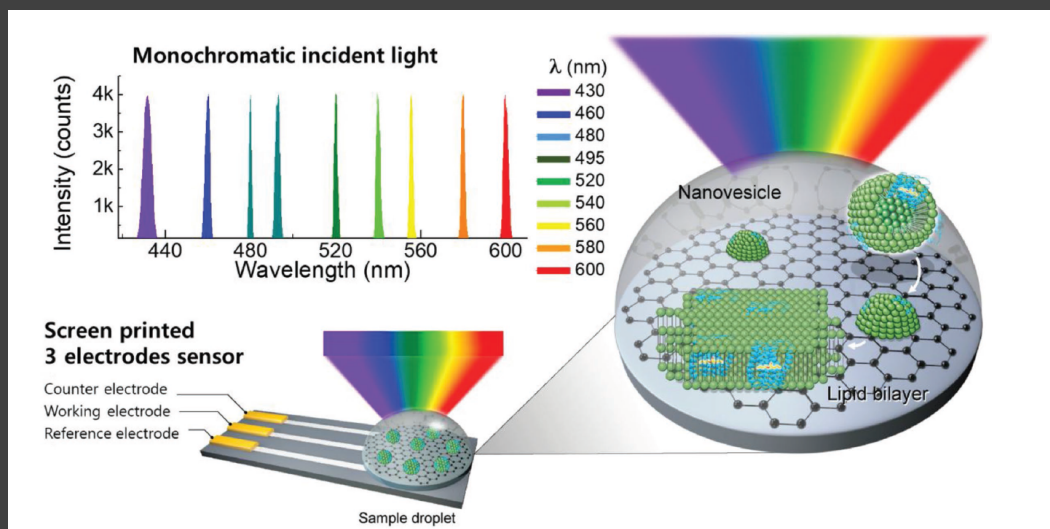 Monochromatic incident light
Intensity (counts)
4k
3k
2k
1k
440
480
520
560
600
Wavelength (nm)
λ (nm)
430
460
480
495
520
540
560
580
600
Nanovesicle
Lipid bilayer
Screen printed
3 electrodes sensor
Counter electrode
Working electrode
Reference electrode
Sample droplet